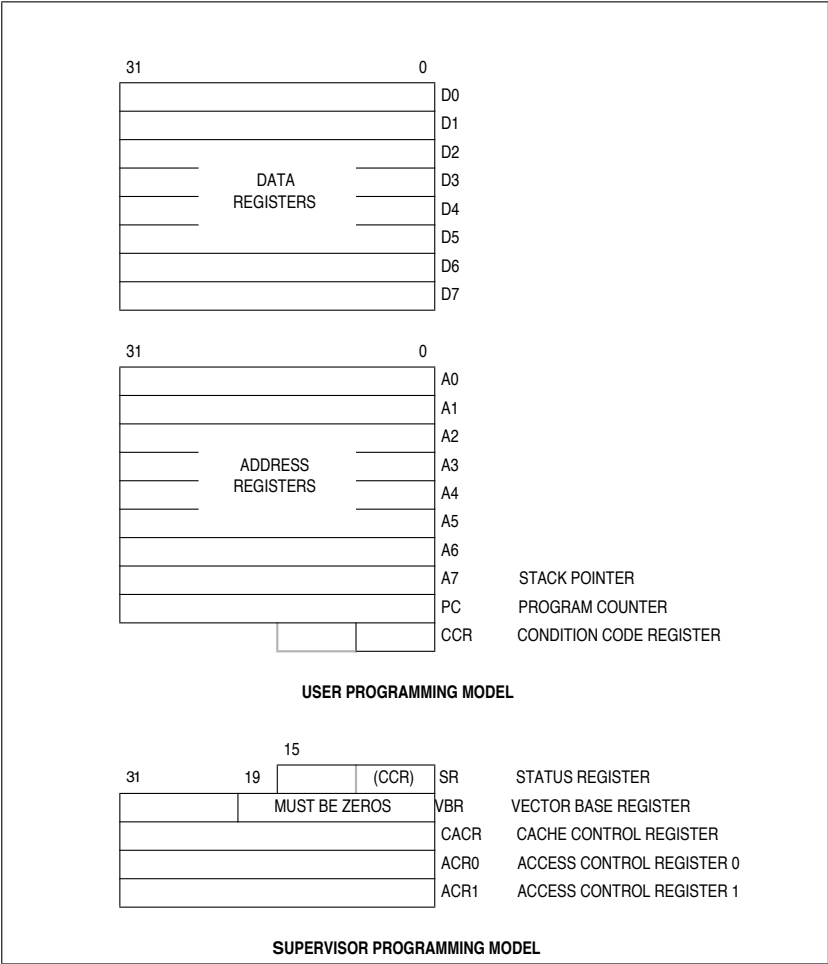 31 0
D0
D1
D2
DATA D3
REGISTERS D4
D5
D6
D7
31 0
A0
A1
A2
ADDRESS A3
REGISTERS A4
A5
A6
A7 STACK POINTER
PC PROGRAM COUNTER
CCR CONDITION CODE REGISTER
USER PROGRAMMING MODEL
15
31 19 (CCR) SR STATUS REGISTER
MUST BE ZEROS VBR VECTOR BASE REGISTER
CACR CACHE CONTROL REGISTER
ACR0 ACCESS CONTROL REGISTER 0
ACR1 ACCESS CONTROL REGISTER 1
SUPERVISOR PROGRAMMING MODEL